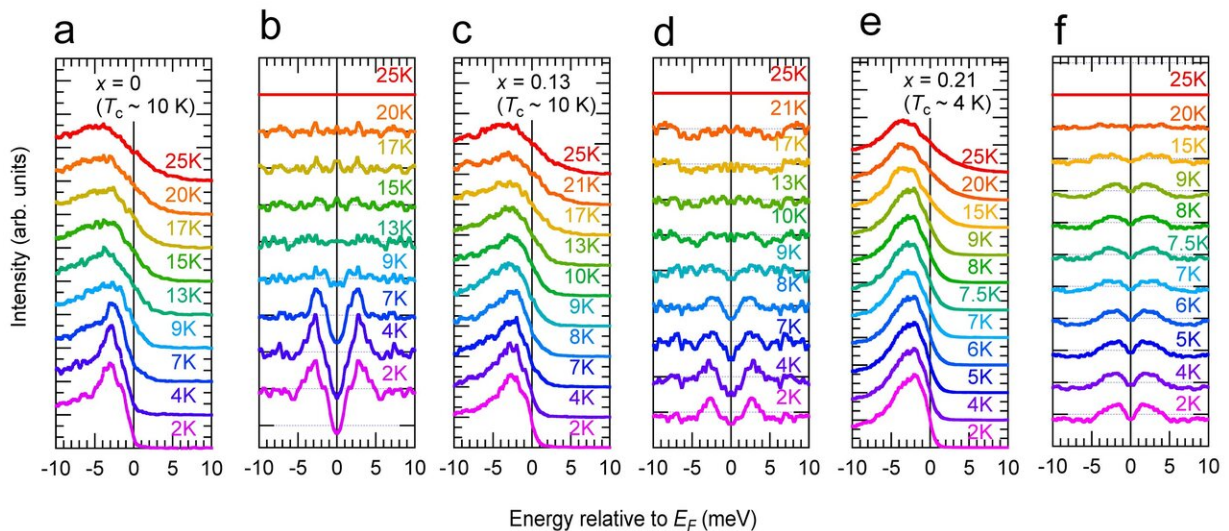 a
b
c
d
e
f
Intensity (arb. units)
x = 0
(Tc ~ 10 K)
25K
20K
17K
15K
13K
9K
7K
4K
2K
-10 -5 0 5 10
25K
20K
17K
15K
13K
9K
7K
4K
2K
-10 -5 0 5 10
x = 0.13
(Tc ~ 10 K)
25K
21K
17K
13K
10K
9K
8K
7K
4K
2K
-10 -5 0 5 10
25K
21K
17K
13K
10K
9K
8K
7K
4K
2K
-10 -5 0 5 10
x = 0.21
(Tc ~ 4 K)
25K
20K
15K
9K
8K
7.5K
7K
6K
5K
4K
2K
-10 -5 0 5 10
25K
20K
15K
9K
8K
7.5K
7K
6K
5K
4K
2K
-10 -5 0 5 10
Energy relative to EF (meV)